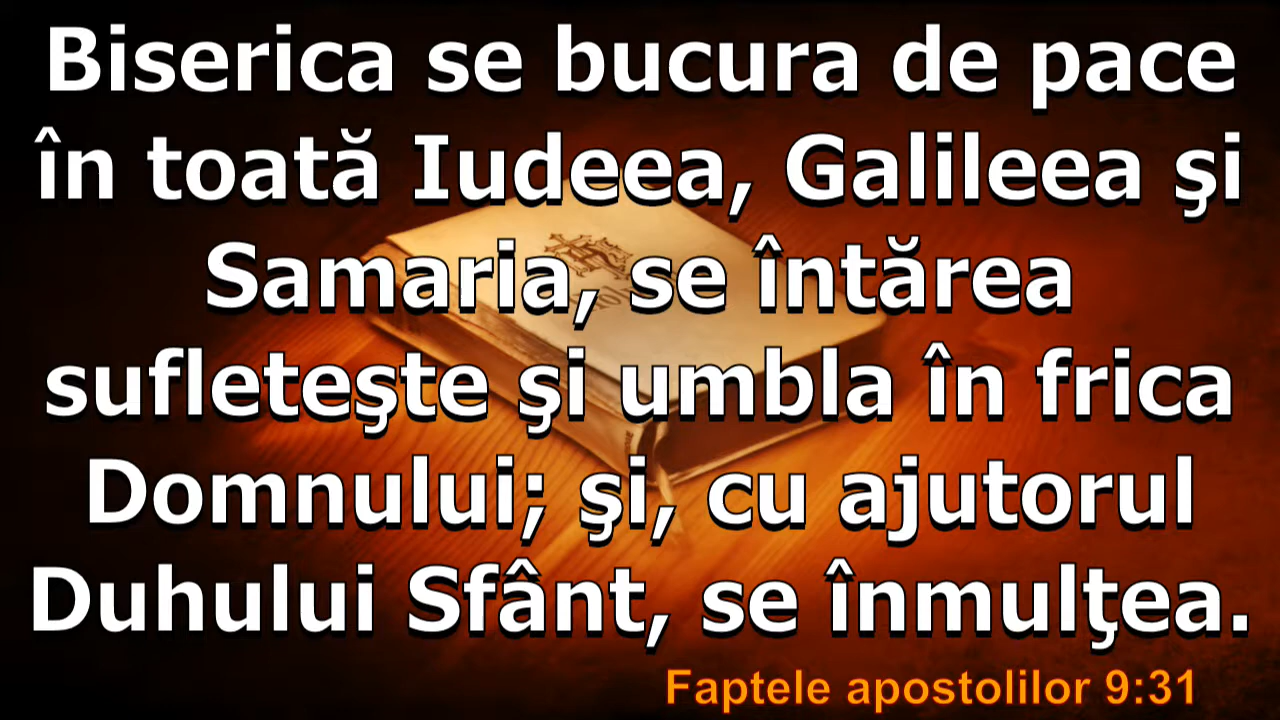 Biserica se bucura de pace
în toată Iudeea, Galileea şi
Samaria, se întărea
sufleteşte şi umbla în frica
Domnului; şi, cu ajutorul
Duhului Sfânt, se înmulţea.
Faptele apostolilor 9:31